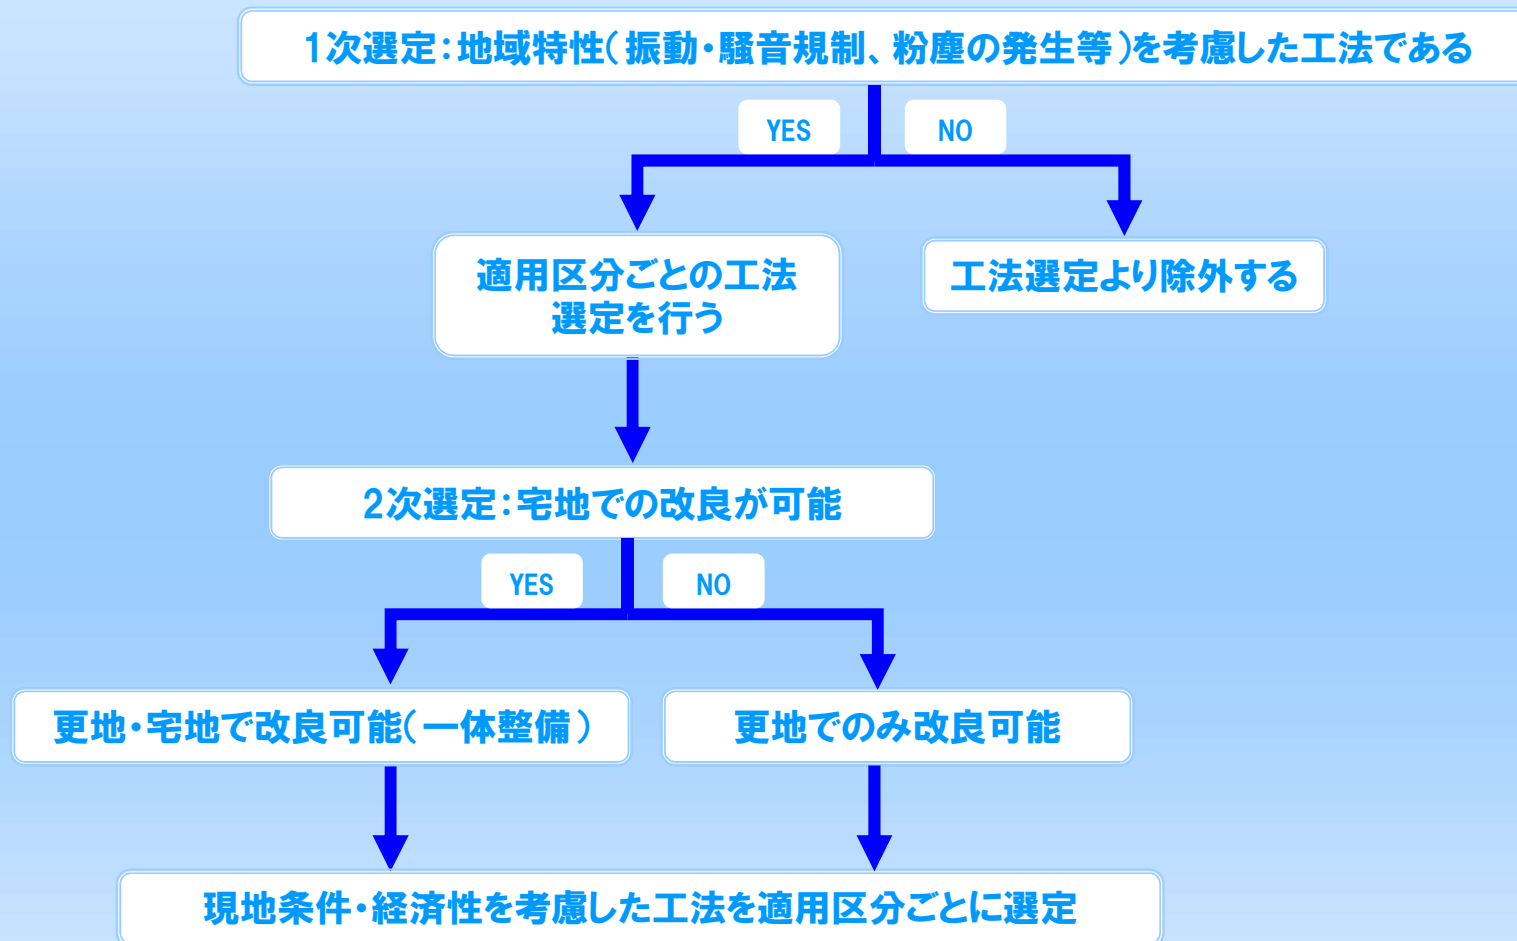 1次選定：地域特性（振動・騒音規制、粉塵の発生等）を考慮した工法である
YES
NO
適用区分ごとの工法
選定を行う
工法選定より除外する
2次選定：宅地での改良が可能
YES
NO
更地・宅地で改良可能（一体整備）
更地でのみ改良可能
現地条件・経済性を考慮した工法を適用区分ごとに選定